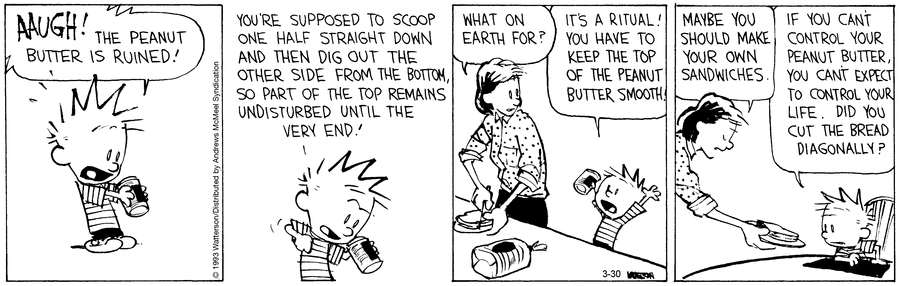 AAUGH! THE PEANUT
BUTTER IS RUINED!
© 1993 Watterson/Distributed by Andrews McMeel Syndication
YOU'RE SUPPOSED TO SCOOP
ONE HALF STRAIGHT DOWN
AND THEN DIG OUT THE
OTHER SIDE FROM THE BOTTOM,
SO PART OF THE TOP REMAINS
UNDISTURBED UNTIL THE
VERY END!
WHAT ON
EARTH FOR?
IT'S A RITUAL!
YOU HAVE TO
KEEP THE TOP
OF THE PEANUT
BUTTER SMOOTH!
3-30 WATTERSON
MAYBE YOU
SHOULD MAKE
YOUR OWN
SANDWICHES.
IF YOU CAN'T
CONTROL YOUR
PEANUT BUTTER,
YOU CAN'T EXPECT
TO CONTROL YOUR
LIFE. DID YOU
CUT THE BREAD
DIAGONALLY?